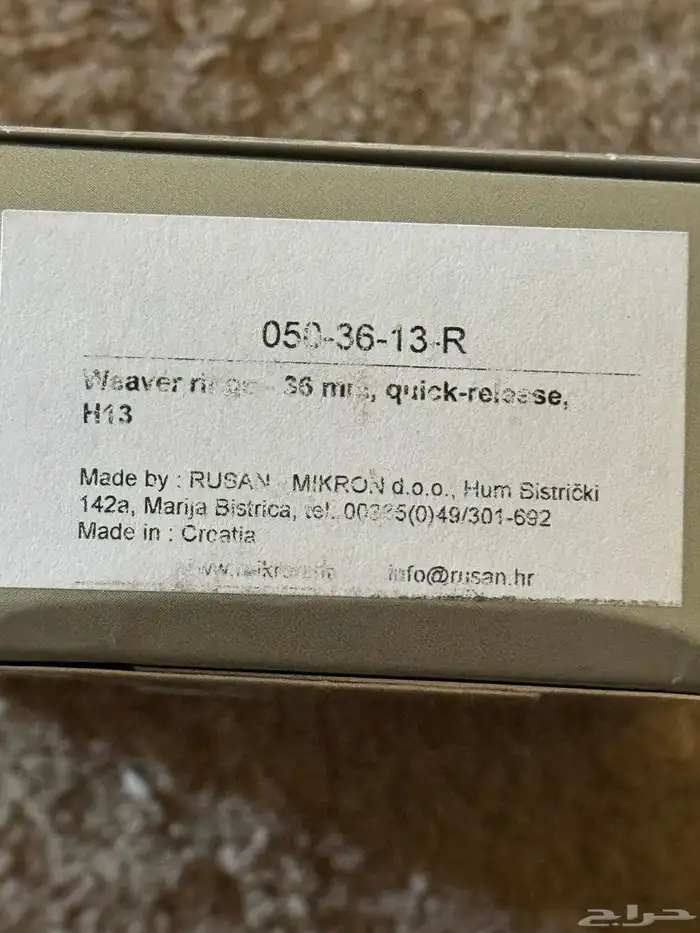 050-36-13-R
Weaver rings - 36 mm, quick-release,
H13
Made by : RUSAN - MIKRON d.o.o., Hum Bistrički
142a, Marija Bistrica, tel. 00385(0)49/301-692
Made in : Croatia
info@rusan.hr
حراج